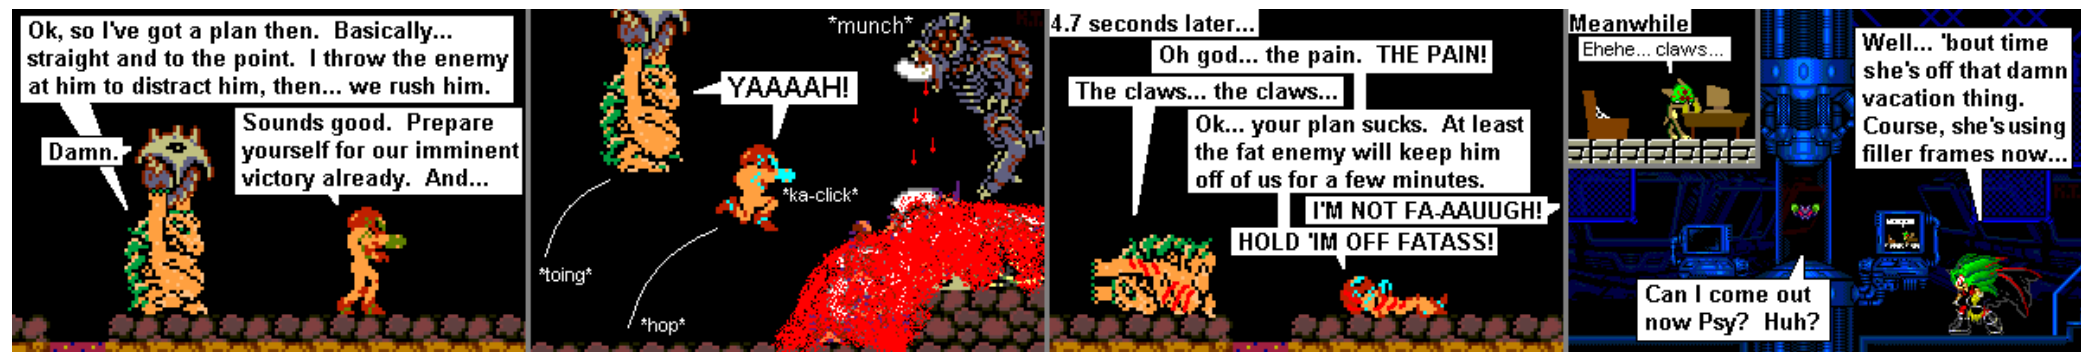 Ok, so I've got a plan then. Basically...
straight and to the point. I throw the enemy
at him to distract him, then... we rush him.
Damn.
Sounds good. Prepare
yourself for our imminent
victory already. And...
*munch*
YAAAAH!
*ka-click*
*toing*
*hop*
4.7 seconds later...
Oh god... the pain. THE PAIN!
The claws... the claws...
Ok... your plan sucks. At least
the fat enemy will keep him
off of us for a few minutes.
I'M NOT FA-AAUUGH!
HOLD 'IM OFF FATASS!
Meanwhile
Ehehe... claws...
Well... 'bout time
she's off that damn
vacation thing.
Course, she's using
filler frames now...
Can I come out
now Psy? Huh?